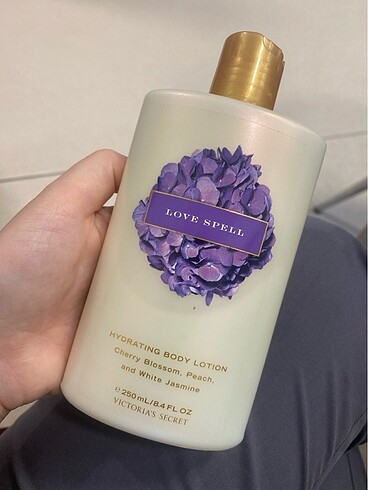 LOVE SPELL
HYDRATING BODY LOTION
Cherry Blossom, Peach,
and White Jasmine
℮ 250 mL/8.4 FL OZ
VICTORIA'S SECRET